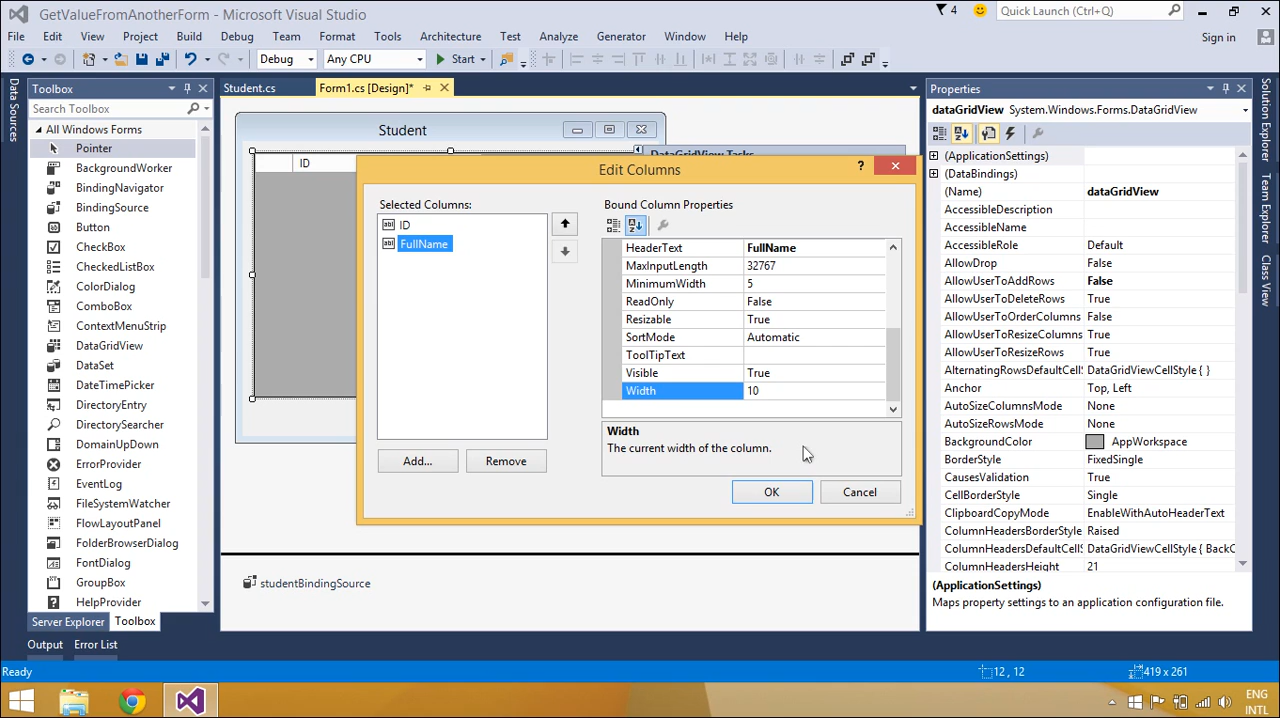 GetValueFromAnotherForm - Microsoft Visual Studio
4
Quick Launch (Ctrl+Q)
File Edit View Project Build Debug Team Format Tools Architecture Test Analyze Generator Window Help
Sign in
Debug Any CPU Start
Data Sources
Toolbox
Search Toolbox
All Windows Forms
Pointer
BackgroundWorker
BindingNavigator
BindingSource
Button
CheckBox
CheckedListBox
ColorDialog
ComboBox
ContextMenuStrip
DataGridView
DataSet
DateTimePicker
DirectoryEntry
DirectorySearcher
DomainUpDown
ErrorProvider
EventLog
FileSystemWatcher
FlowLayoutPanel
FolderBrowserDialog
FontDialog
GroupBox
HelpProvider
Server Explorer Toolbox
Student.cs Form1.cs [Design]*
Student
ID
DataGridView Tasks
Edit Columns
?
Selected Columns:
ID
FullName
Add... Remove
Bound Column Properties
HeaderText FullName
MaxInputLength 32767
MinimumWidth 5
ReadOnly False
Resizable True
SortMode Automatic
ToolTipText
Visible True
Width 10
Width
The current width of the column.
OK Cancel
studentBindingSource
Properties
dataGridView System.Windows.Forms.DataGridView
(ApplicationSettings)
(DataBindings)
(Name) dataGridView
AccessibleDescription
AccessibleName
AccessibleRole Default
AllowDrop False
AllowUserToAddRows False
AllowUserToDeleteRows True
AllowUserToOrderColumns False
AllowUserToResizeColumns True
AllowUserToResizeRows True
AlternatingRowsDefaultCell DataGridViewCellStyle { }
Anchor Top, Left
AutoSizeColumnsMode None
AutoSizeRowsMode None
BackgroundColor AppWorkspace
BorderStyle FixedSingle
CausesValidation True
CellBorderStyle Single
ClipboardCopyMode EnableWithAutoHeaderText
ColumnHeadersBorderStyle Raised
ColumnHeadersDefaultCellS DataGridViewCellStyle { BackC
ColumnHeadersHeight 21
(ApplicationSettings)
Maps property settings to an application configuration file.
Solution Explorer
Team Explorer
Class View
Output Error List
Ready
12 , 12
419 x 261
ENG
INTL